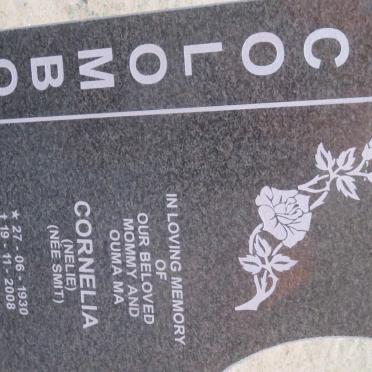 COLOMBO
IN LOVING MEMORY
OF
OUR BELOVED
MOMMY AND
OUMA MA
CORNELIA
(NELIE)
(NÉE SMIT)
★ 27 - 06 - 1930
† 19 - 11 - 2008